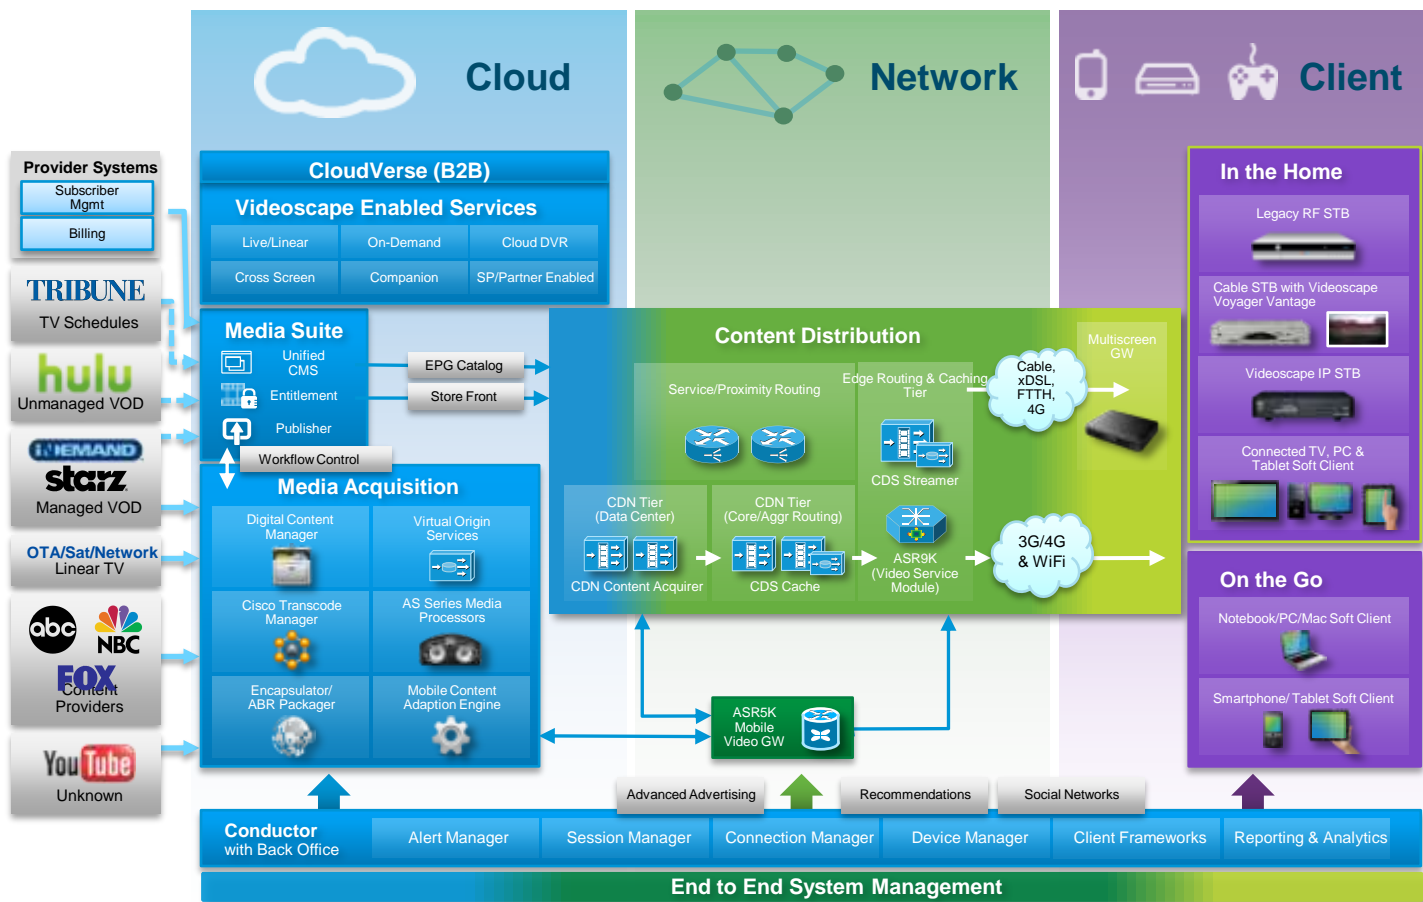 Cloud
Network
Client
Provider Systems
Subscriber
Mgmt
Billing
TRIBUNE
TV Schedules
hulu
Unmanaged VOD
INDEMAND
starz
Managed VOD
OTA/Sat/Network
Linear TV
abc
NBC
FOX
Content
Providers
YouTube
Unknown
CloudVerse (B2B)
Videoscape Enabled Services
Live/Linear
On-Demand
Cloud DVR
Cross Screen
Companion
SP/Partner Enabled
Media Suite
Unified
CMS
Entitlement
Publisher
EPG Catalog
Store Front
Workflow Control
Media Acquisition
Digital Content
Manager
Virtual Origin
Services
Cisco Transcode
Manager
AS Series Media
Processors
Encapsulator/
ABR Packager
Mobile Content
Adaption Engine
Content Distribution
Service/Proximity Routing
Edge Routing & Caching
Tier
CDS Streamer
CDN Tier
(Data Center)
CDN Content Acquirer
CDN Tier
(Core/Aggr Routing)
CDS Cache
ASR9K
(Video Service
Module)
Cable,
xDSL,
FTTH,
4G
3G/4G
& WiFi
Multiscreen
GW
ASR5K
Mobile
Video GW
In the Home
Legacy RF STB
Cable STB with Videoscape
Voyager Vantage
Videoscape IP STB
Connected TV, PC &
Tablet Soft Client
On the Go
Notebook/PC/Mac Soft Client
Smartphone/ Tablet Soft Client
Advanced Advertising
Recommendations
Social Networks
Conductor
with Back Office
Alert Manager
Session Manager
Connection Manager
Device Manager
Client Frameworks
Reporting & Analytics
End to End System Management